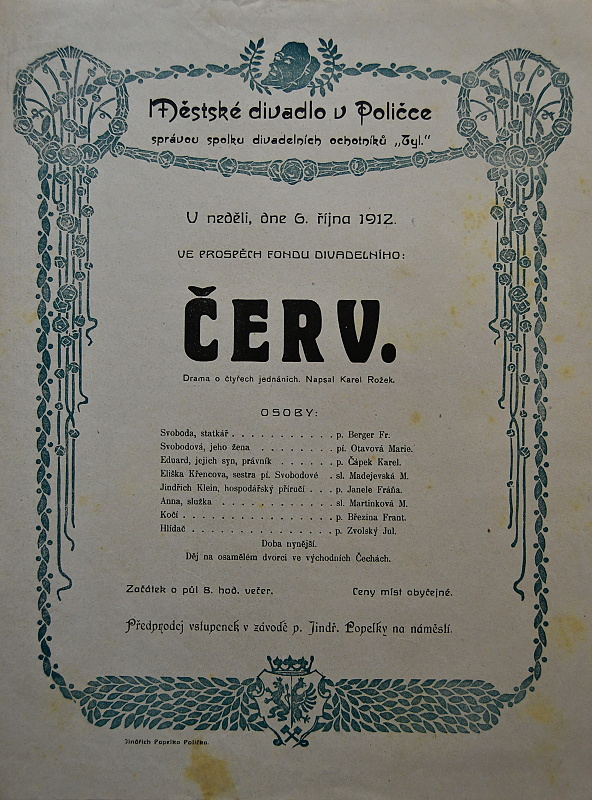 Městské divadlo v Poličce
správou spolku divadelních ochotníků „Tyl."
U neděli, dne 6. října 1912.
VE PROSPĚCH FONDU DIVADELNÍHO:
ČERV.
Drama o čtyřech jednáních. Napsal Karel Rožek.
OSOBY:
Svoboda, statkář . . . . . . . . . . . p. Berger Fr.
Svobodová, jeho žena . . . . . . . . pí. Otavová Marie.
Eduard, jejich syn, právník . . . . . . p. Čápek Karel.
Eliška Křencova, sestra pí. Svobodové . sl. Madejevská M.
Jindřich Klein, hospodářský příručí . . . p. Janele Fráňa.
Anna, služka . . . . . . . . . . . . sl. Martinková M.
Kočí . . . . . . . . . . . . . . . . p. Březina Frant.
Hlídač . . . . . . . . . . . . . . . p. Zvolský Jul.
Doba nynější.
Děj na osamělém dvorci ve východních Čechách.
Začátek o půl 8. hod. večer. Ceny míst obyčejné.
Předprodej vstupenek v závodě p. Jindř. Popelky na náměstí.
Jindřich Popelka Polička.